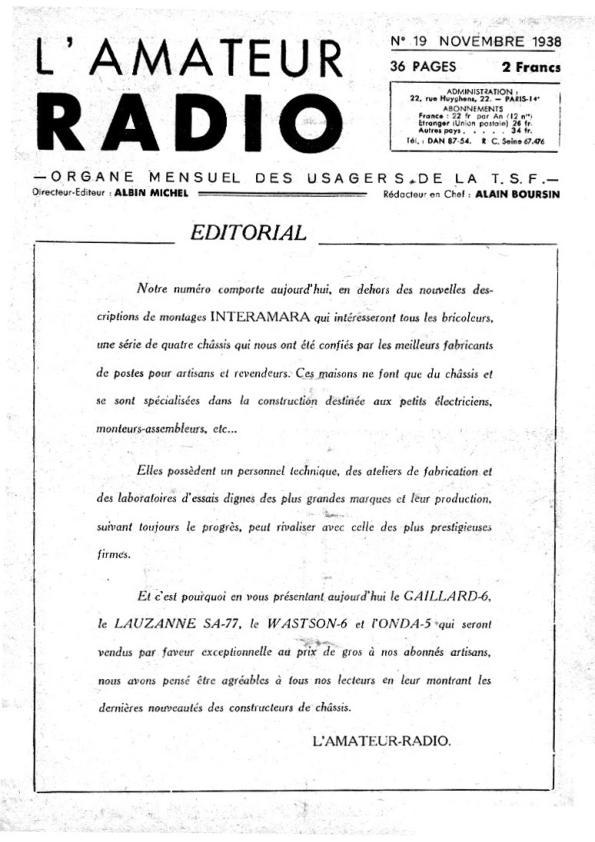 L'AMATEUR
RADIO
N° 19 NOVEMBRE 1938
36 PAGES 2 Francs
ADMINISTRATION :
22, rue Huyghens, 22. — PARIS-14e
ABONNEMENTS
France : 22 fr par An (12 nos)
Etranger (Union postale) 26 fr.
Autres pays . . . . . 34 fr.
Tél. : DAN 87-54. R C. Seine 67.476
—ORGANE MENSUEL DES USAGERS DE LA T. S. F.—
Directeur-Editeur : ALBIN MICHEL Rédacteur en Chef : ALAIN BOURSIN
EDITORIAL
Notre numéro comporte aujourd'hui, en dehors des nouvelles des-
criptions de montages INTERAMARA qui intéresseront tous les bricoleurs,
une série de quatre châssis qui nous ont été confiés par les meilleurs fabricants
de postes pour artisans et revendeurs. Ces maisons ne font que du châssis et
se sont spécialisées dans la construction destinée aux petits électriciens,
monteurs-assembleurs, etc...
Elles possèdent un personnel technique, des ateliers de fabrication et
des laboratoires d'essais dignes des plus grandes marques et leur production,
suivant toujours le progrès, peut rivaliser avec celle des plus prestigieuses
firmes.
Et c'est pourquoi en vous présentant aujourd'hui le GAILLARD-6,
le LAUZANNE SA-77, le WASTSON-6 et l'ONDA-5 qui seront
vendus par faveur exceptionnelle au prix de gros à nos abonnés artisans,
nous avons pensé être agréables à tous nos lecteurs en leur montrant les
dernières nouveautés des constructeurs de châssis.
L'AMATEUR-RADIO.